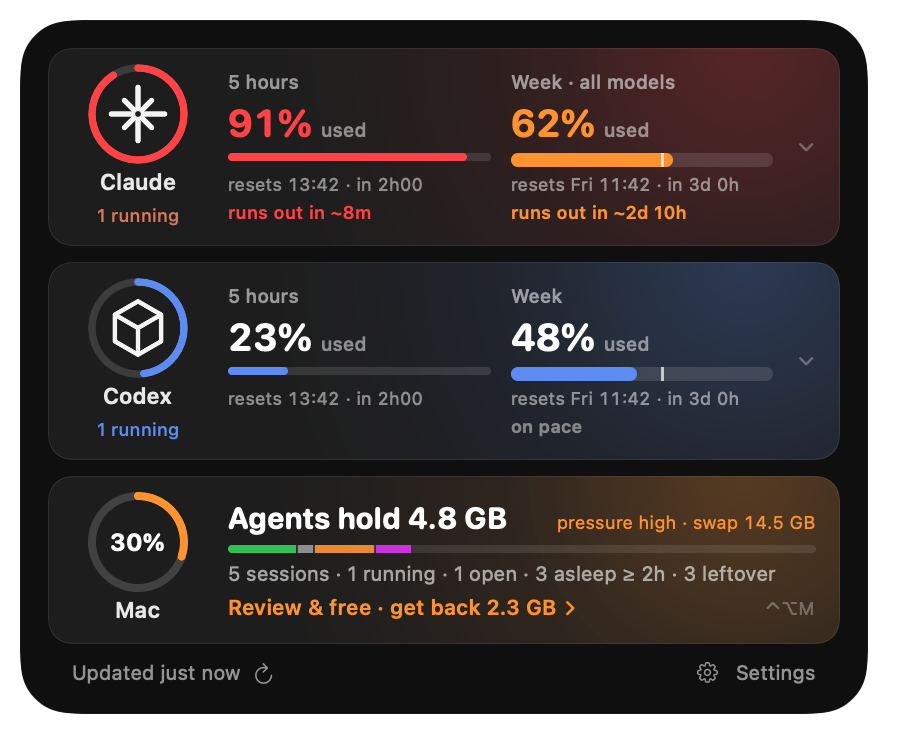 5 hours
91% used
resets 13:42 · in 2h00
runs out in ~8m
Week · all models
62% used
resets Fri 11:42 · in 3d 0h
runs out in ~2d 10h
Claude
1 running
5 hours
23% used
resets 13:42 · in 2h00
Week
48% used
resets Fri 11:42 · in 3d 0h
on pace
Codex
1 running
30%
Mac
Agents hold 4.8 GB
pressure high · swap 14.5 GB
5 sessions · 1 running · 1 open · 3 asleep ≥ 2h · 3 leftover
Review & free · get back 2.3 GB >
⌃⌥M
Updated just now
Settings